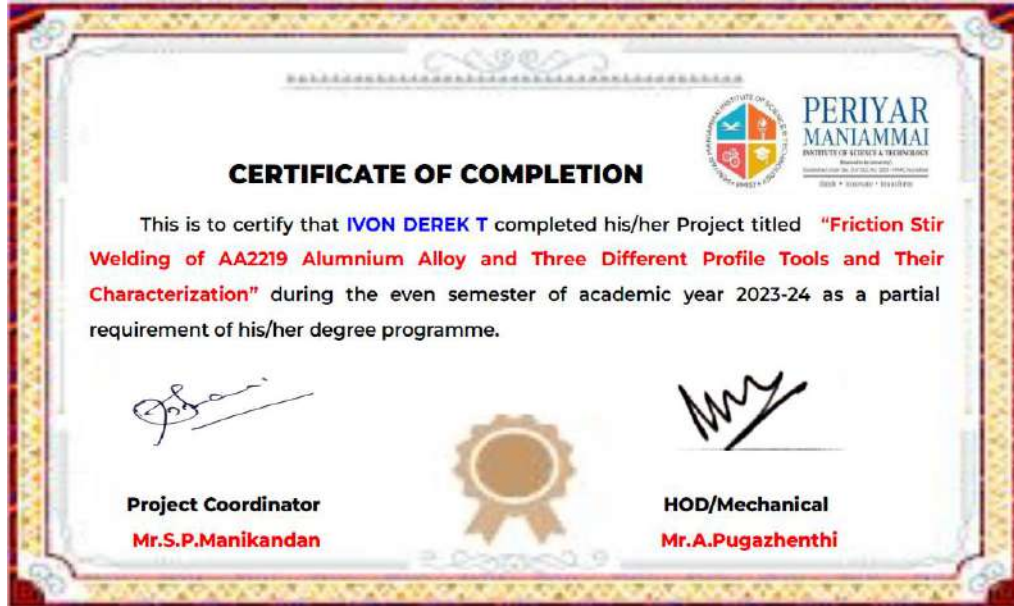 PERIYAR
MANIAMMAI
INSTITUTE OF SCIENCE & TECHNOLOGY
CERTIFICATE OF COMPLETION
This is to certify that IVON DEREK T completed his/her Project titled “Friction Stir
Welding of AA2219 Alumnium Alloy and Three Different Profile Tools and Their
Characterization” during the even semester of academic year 2023-24 as a partial
requirement of his/her degree programme.
Project Coordinator
Mr.S.P.Manikandan
HOD/Mechanical
Mr.A.Pugazhenthi